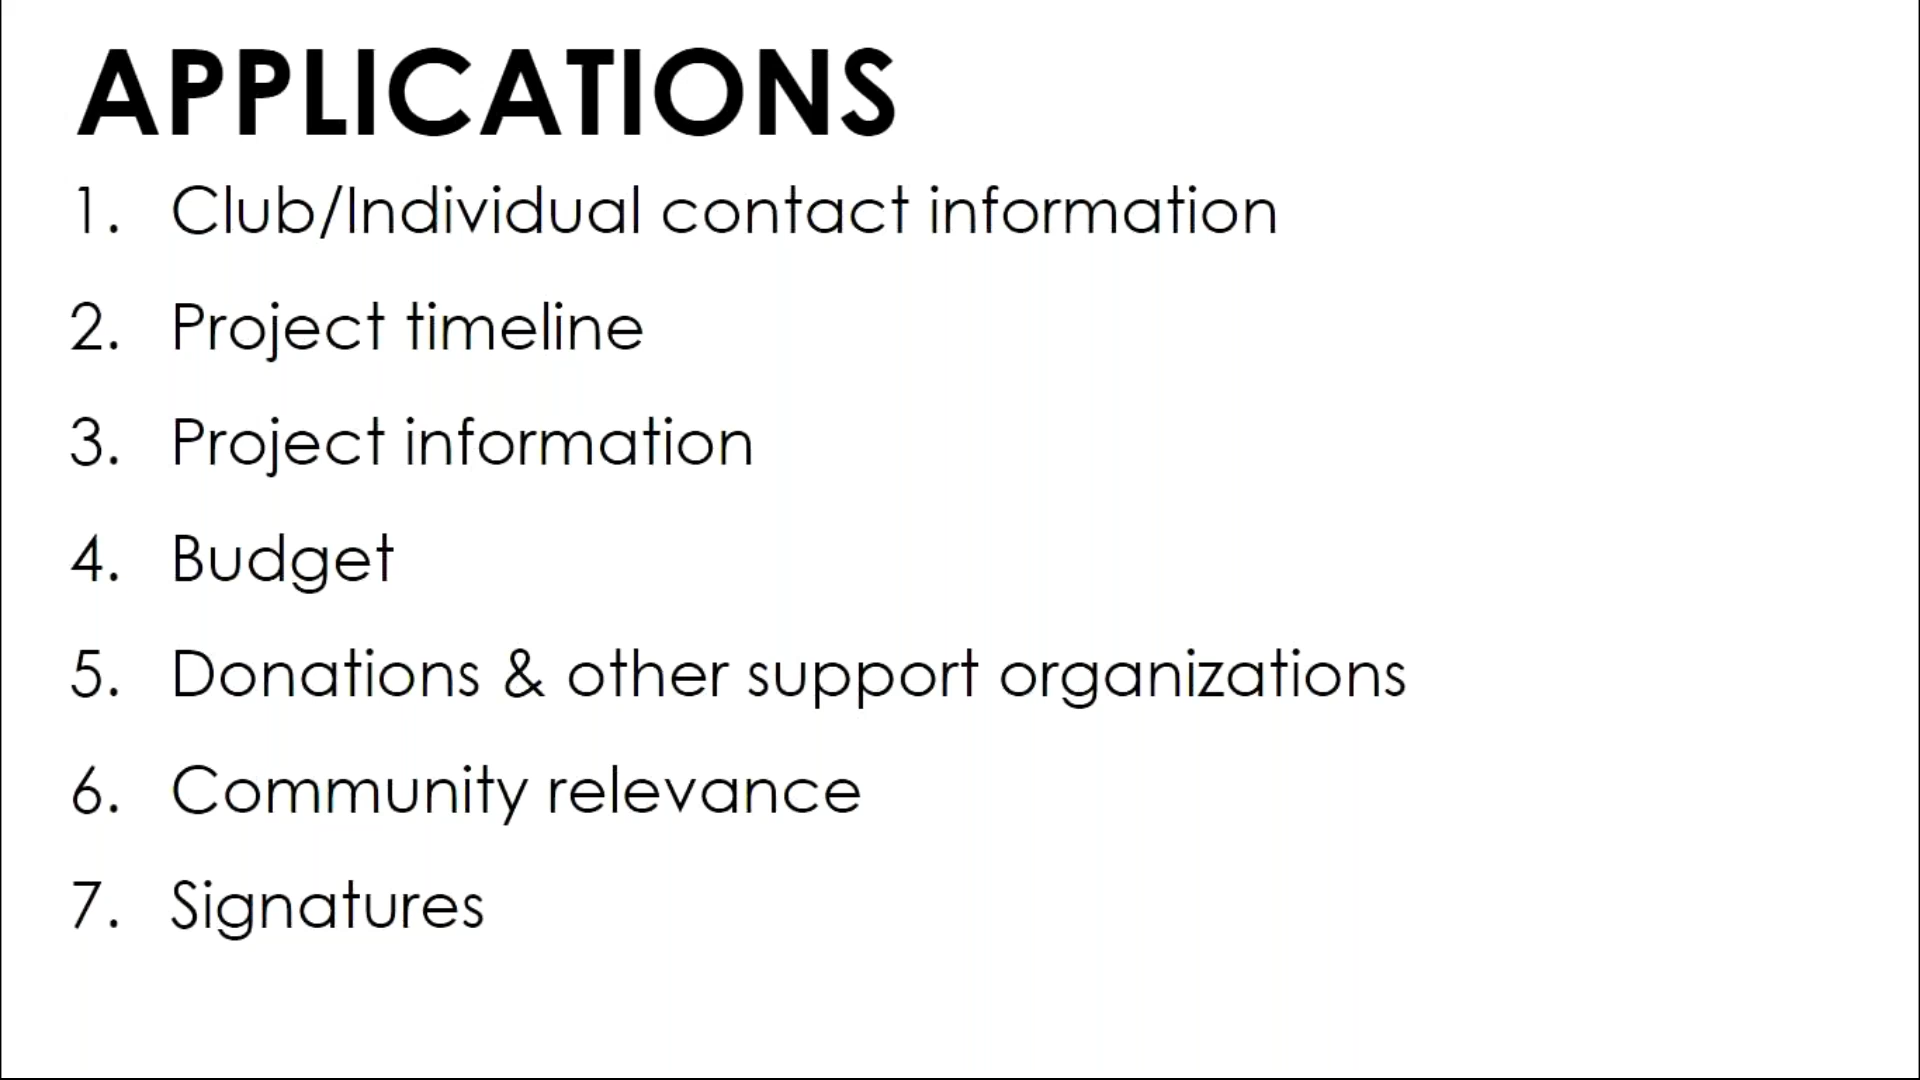 APPLICATIONS
1. Club/Individual contact information
2. Project timeline
3. Project information
4. Budget
5. Donations & other support organizations
6. Community relevance
7. Signatures